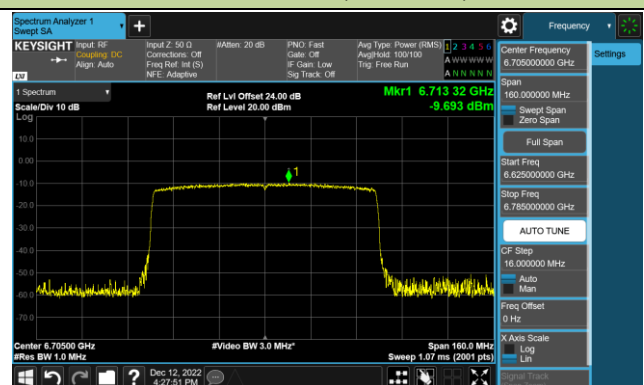 Spectrum Analyzer 1
Swept SA
Frequency
KEYSIGHT
Input: RF
Coupling: DC
Align: Auto
Input Z: 50 Ω
Corrections: Off
Freq Ref: Int (S)
NFE: Adaptive
#Atten: 20 dB
PNO: Fast
Gate: Off
IF Gain: Low
Sig Track: Off
Avg Type: Power (RMS)
Avg|Hold: 100/100
Trig: Free Run
1 2 3 4 5 6
A W W W W W
A N N N N N
LW
1 Spectrum
Scale/Div 10 dB
Ref Lvl Offset 24.00 dB
Ref Level 20.00 dBm
Mkr1 6.713 32 GHz
-9.693 dBm
Log
10.0
0.00
-10.0
-20.0
-30.0
-40.0
-50.0
-60.0
-70.0
1
Center 6.70500 GHz
#Res BW 1.0 MHz
#Video BW 3.0 MHz*
Span 160.0 MHz
Sweep 1.07 ms (2001 pts)
Dec 12, 2022
4:27:51 PM
Center Frequency
6.705000000 GHz
Settings
Span
160.000000 MHz
Swept Span
Zero Span
Full Span
Start Freq
6.625000000 GHz
Stop Freq
6.785000000 GHz
AUTO TUNE
CF Step
16.000000 MHz
Auto
Man
Freq Offset
0 Hz
X Axis Scale
Log
Lin
Signal Track